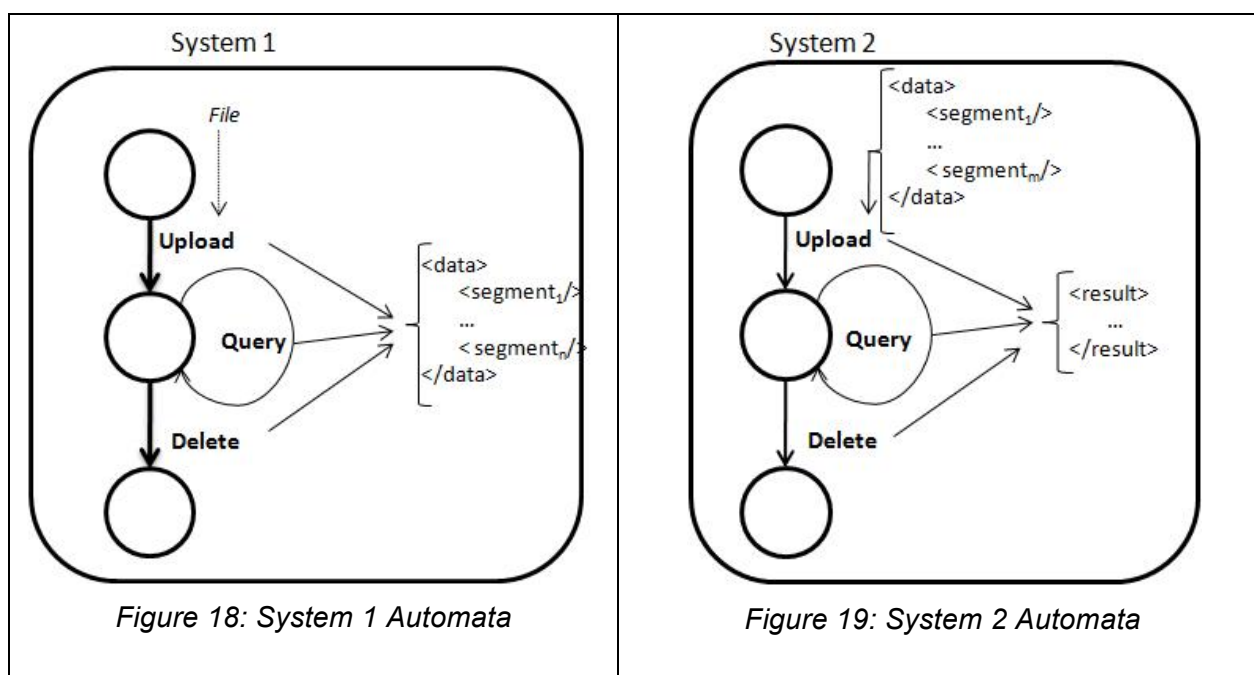 System 1
File
Upload
<data>
<segment₁/>
...
<segmentₙ/>
</data>
Query
Delete
Figure 18: System 1 Automata
System 2
<data>
<segment₁/>
...
<segmentₘ/>
</data>
Upload
<result>
...
</result>
Query
Delete
Figure 19: System 2 Automata